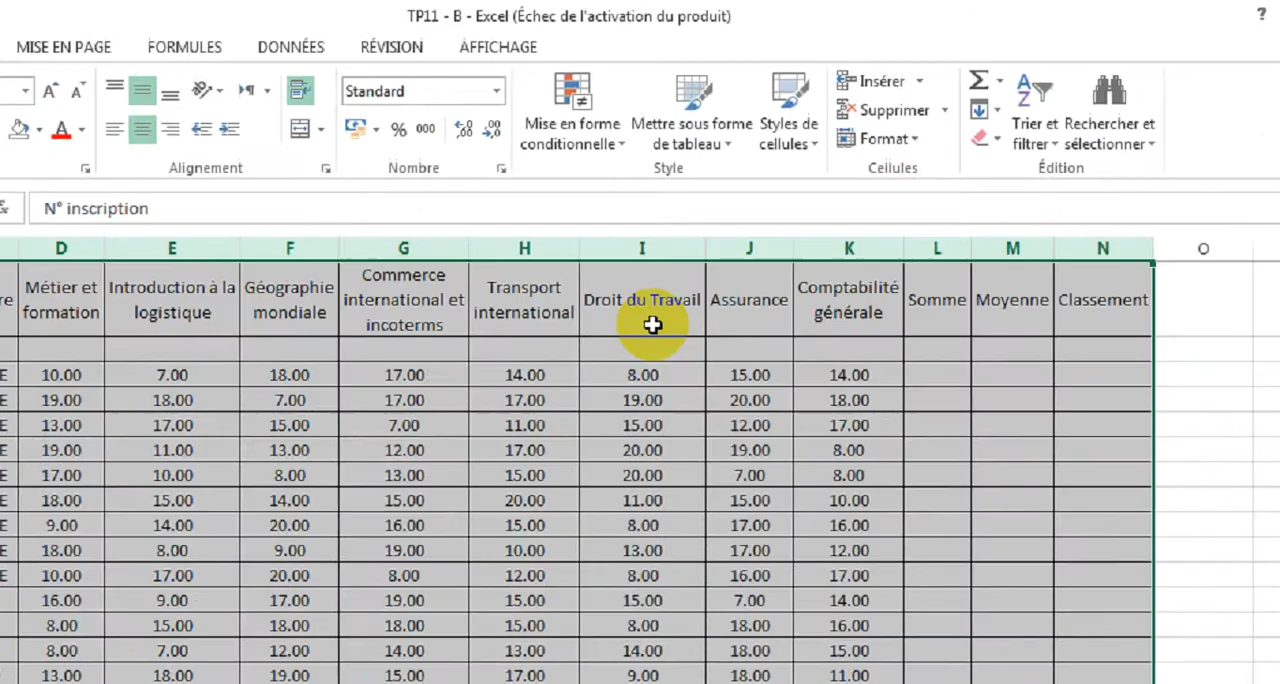 TP11 - B - Excel (Échec de l'activation du produit)
?
MISE EN PAGE FORMULES DONNÉES RÉVISION AFFICHAGE
Standard
% 000
Alignement
Nombre
Mise en forme conditionnelle
Mettre sous forme de tableau
Styles de cellules
Style
Insérer
Supprimer
Format
Cellules
Trier et filtrer
Rechercher et sélectionner
Édition
N° inscription
D E F G H I J K L M N O
re Métier et formation Introduction à la logistique Géographie mondiale Commerce international et incoterms Transport international Droit du Travail Assurance Comptabilité générale Somme Moyenne Classement
E 10.00 7.00 18.00 17.00 14.00 8.00 15.00 14.00
E 19.00 18.00 7.00 17.00 17.00 19.00 20.00 18.00
E 13.00 17.00 15.00 7.00 11.00 15.00 12.00 17.00
E 19.00 11.00 13.00 12.00 17.00 20.00 19.00 8.00
E 17.00 10.00 8.00 13.00 15.00 20.00 7.00 8.00
E 18.00 15.00 14.00 15.00 20.00 11.00 15.00 10.00
E 9.00 14.00 20.00 16.00 15.00 8.00 17.00 16.00
E 18.00 8.00 9.00 19.00 10.00 13.00 17.00 12.00
E 10.00 17.00 20.00 8.00 12.00 8.00 16.00 17.00
16.00 9.00 17.00 19.00 15.00 15.00 7.00 14.00
8.00 15.00 18.00 18.00 15.00 8.00 18.00 16.00
8.00 7.00 12.00 14.00 13.00 14.00 18.00 15.00
13.00 18.00 19.00 15.00 17.00 9.00 18.00 11.00